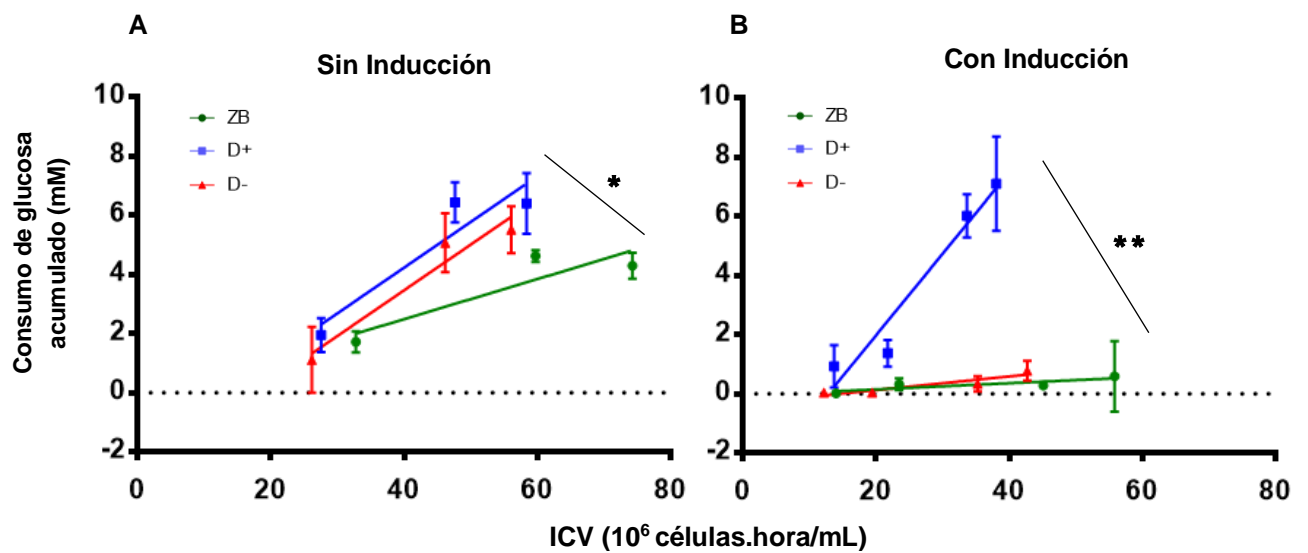 A
B
Sin Inducción
Con Inducción
Consumo de glucosa
acumulado (mM)
10
8
6
4
2
0
-2
ZB
D+
D-
*
0
20
40
60
80
10
8
6
4
2
0
-2
ZB
D+
D-
**
0
20
40
60
80
ICV (10⁶ células.hora/mL)